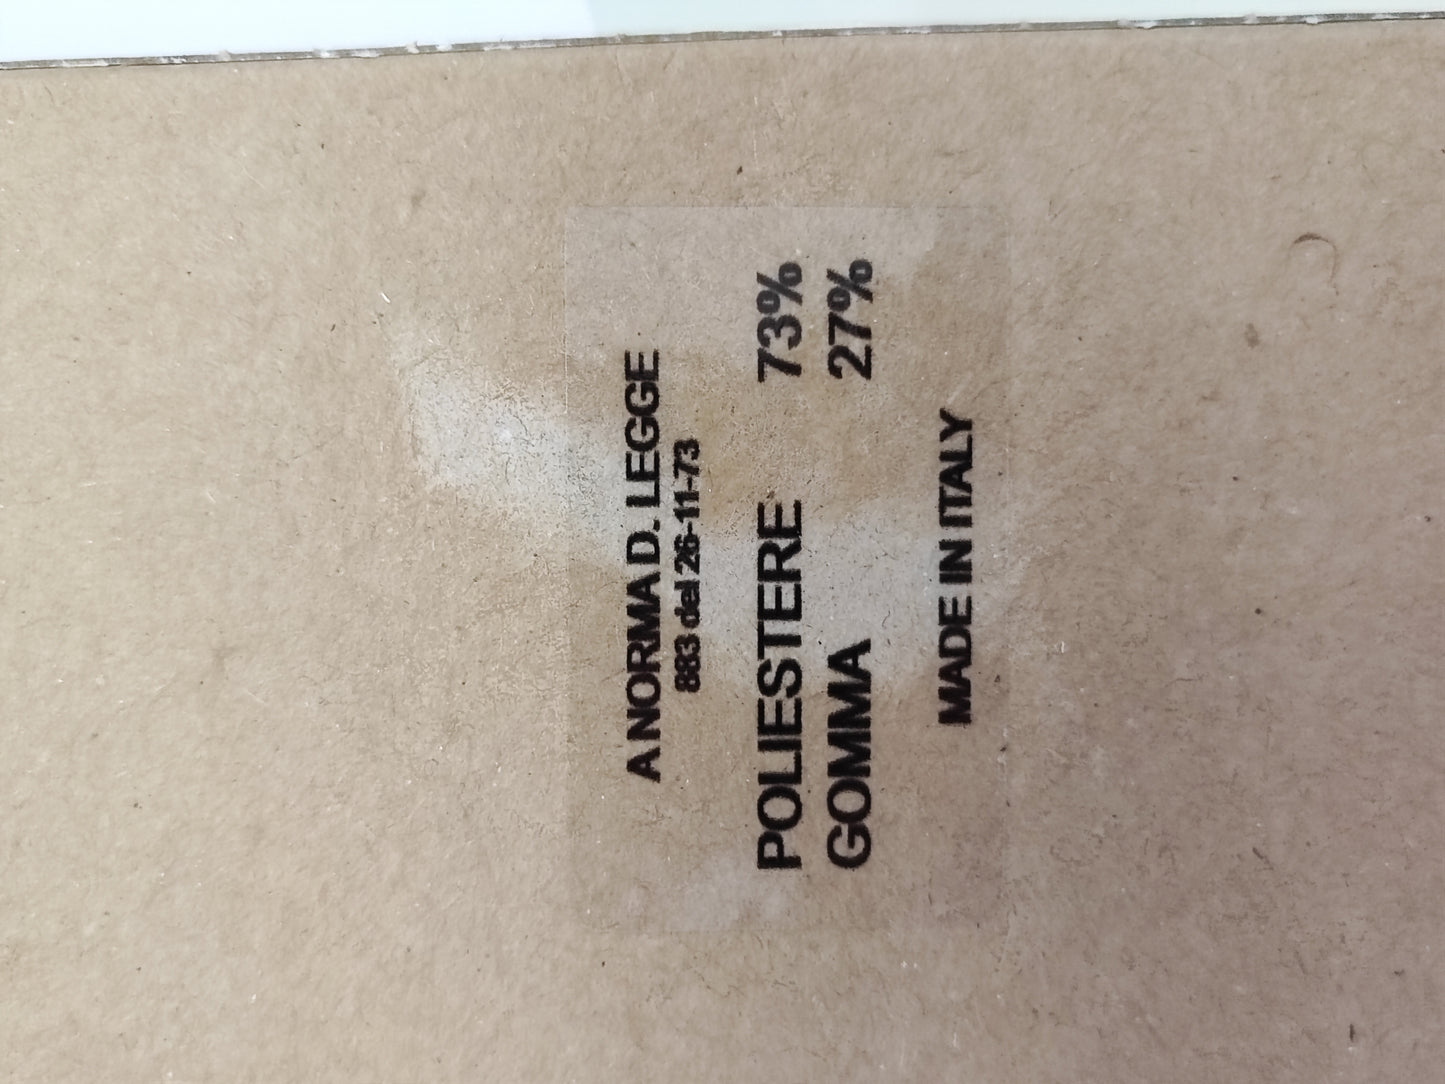 A NORMA D. LEGGE
883 del 26-11-73
POLIESTERE 73%
GOMMA 27%
MADE IN ITALY